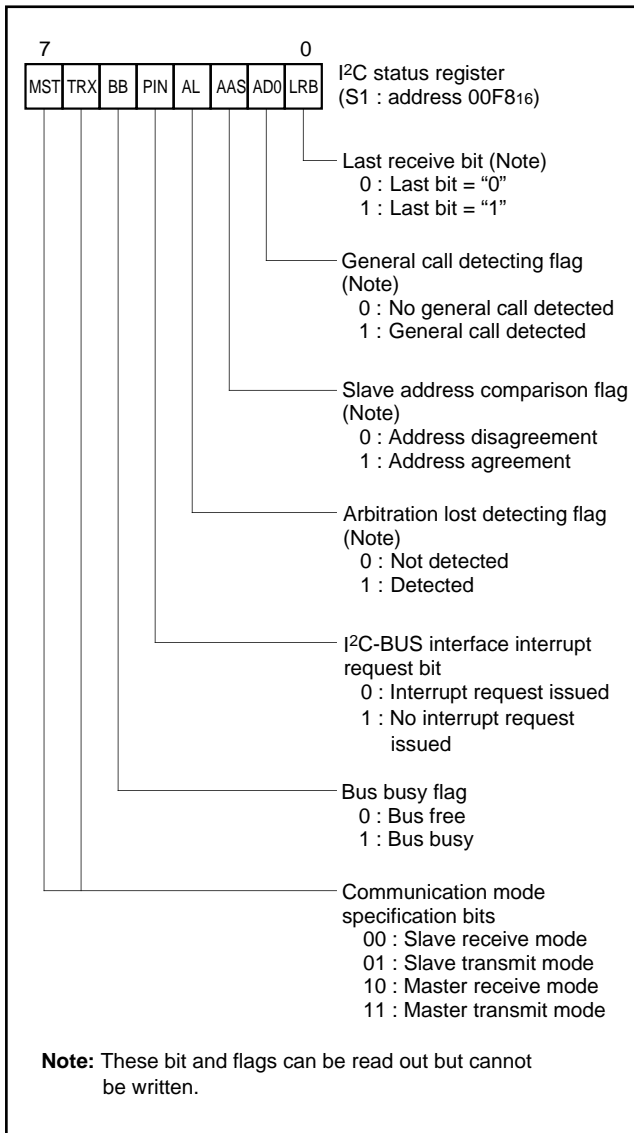 7 0
MST TRX BB PIN AL AAS AD0 LRB
I2C status register
(S1 : address 00F816)
Last receive bit (Note)
0 : Last bit = “0”
1 : Last bit = “1”
General call detecting flag
(Note)
0 : No general call detected
1 : General call detected
Slave address comparison flag
(Note)
0 : Address disagreement
1 : Address agreement
Arbitration lost detecting flag
(Note)
0 : Not detected
1 : Detected
I2C-BUS interface interrupt
request bit
0 : Interrupt request issued
1 : No interrupt request
issued
Bus busy flag
0 : Bus free
1 : Bus busy
Communication mode
specification bits
00 : Slave receive mode
01 : Slave transmit mode
10 : Master receive mode
11 : Master transmit mode
Note: These bit and flags can be read out but cannot
be written.